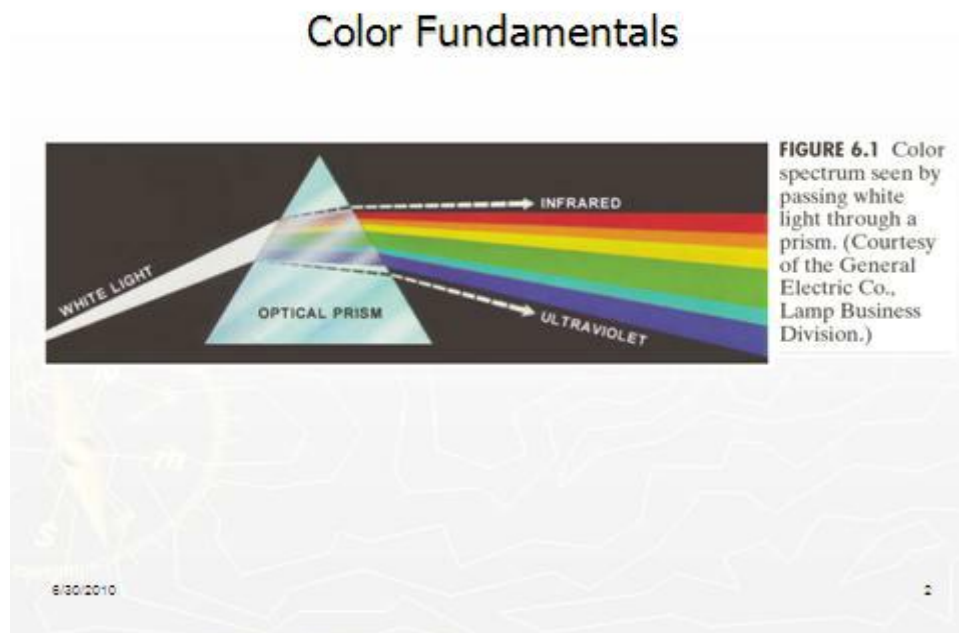 Color Fundamentals
WHITE LIGHT
OPTICAL PRISM
INFRARED
ULTRAVIOLET
FIGURE 6.1 Color
spectrum seen by
passing white
light through a
prism. (Courtesy
of the General
Electric Co.,
Lamp Business
Division.)
6/30/2010
2